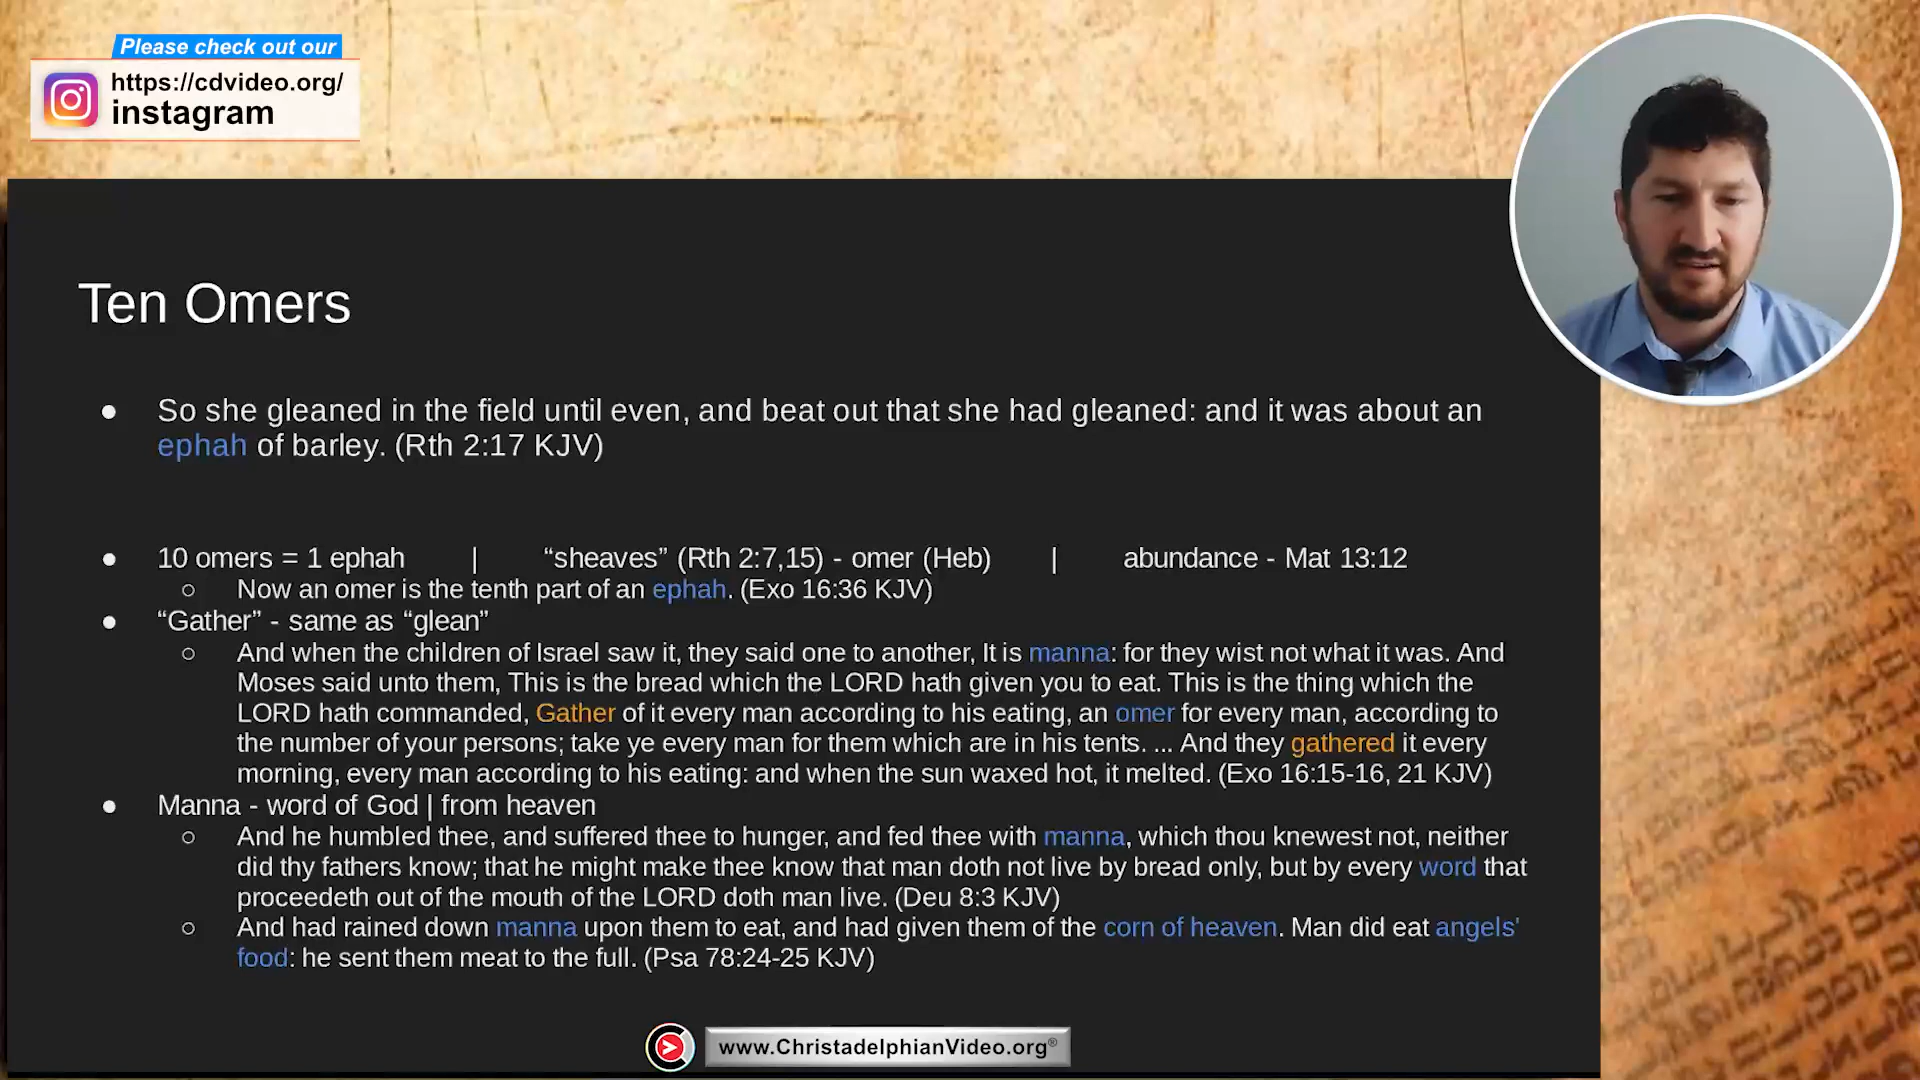 Please check out our
https://cdvideo.org/
instagram
Ten Omers
● So she gleaned in the field until even, and beat out that she had gleaned: and it was about an
ephah of barley. (Rth 2:17 KJV)
● 10 omers = 1 ephah | “sheaves” (Rth 2:7,15) - omer (Heb) | abundance - Mat 13:12
○ Now an omer is the tenth part of an ephah. (Exo 16:36 KJV)
● “Gather” - same as “glean”
○ And when the children of Israel saw it, they said one to another, It is manna: for they wist not what it was. And
Moses said unto them, This is the bread which the LORD hath given you to eat. This is the thing which the
LORD hath commanded, Gather of it every man according to his eating, an omer for every man, according to
the number of your persons; take ye every man for them which are in his tents. ... And they gathered it every
morning, every man according to his eating: and when the sun waxed hot, it melted. (Exo 16:15-16, 21 KJV)
● Manna - word of God | from heaven
○ And he humbled thee, and suffered thee to hunger, and fed thee with manna, which thou knewest not, neither
did thy fathers know; that he might make thee know that man doth not live by bread only, but by every word that
proceedeth out of the mouth of the LORD doth man live. (Deu 8:3 KJV)
○ And had rained down manna upon them to eat, and had given them of the corn of heaven. Man did eat angels'
food: he sent them meat to the full. (Psa 78:24-25 KJV)
www.ChristadelphianVideo.org®